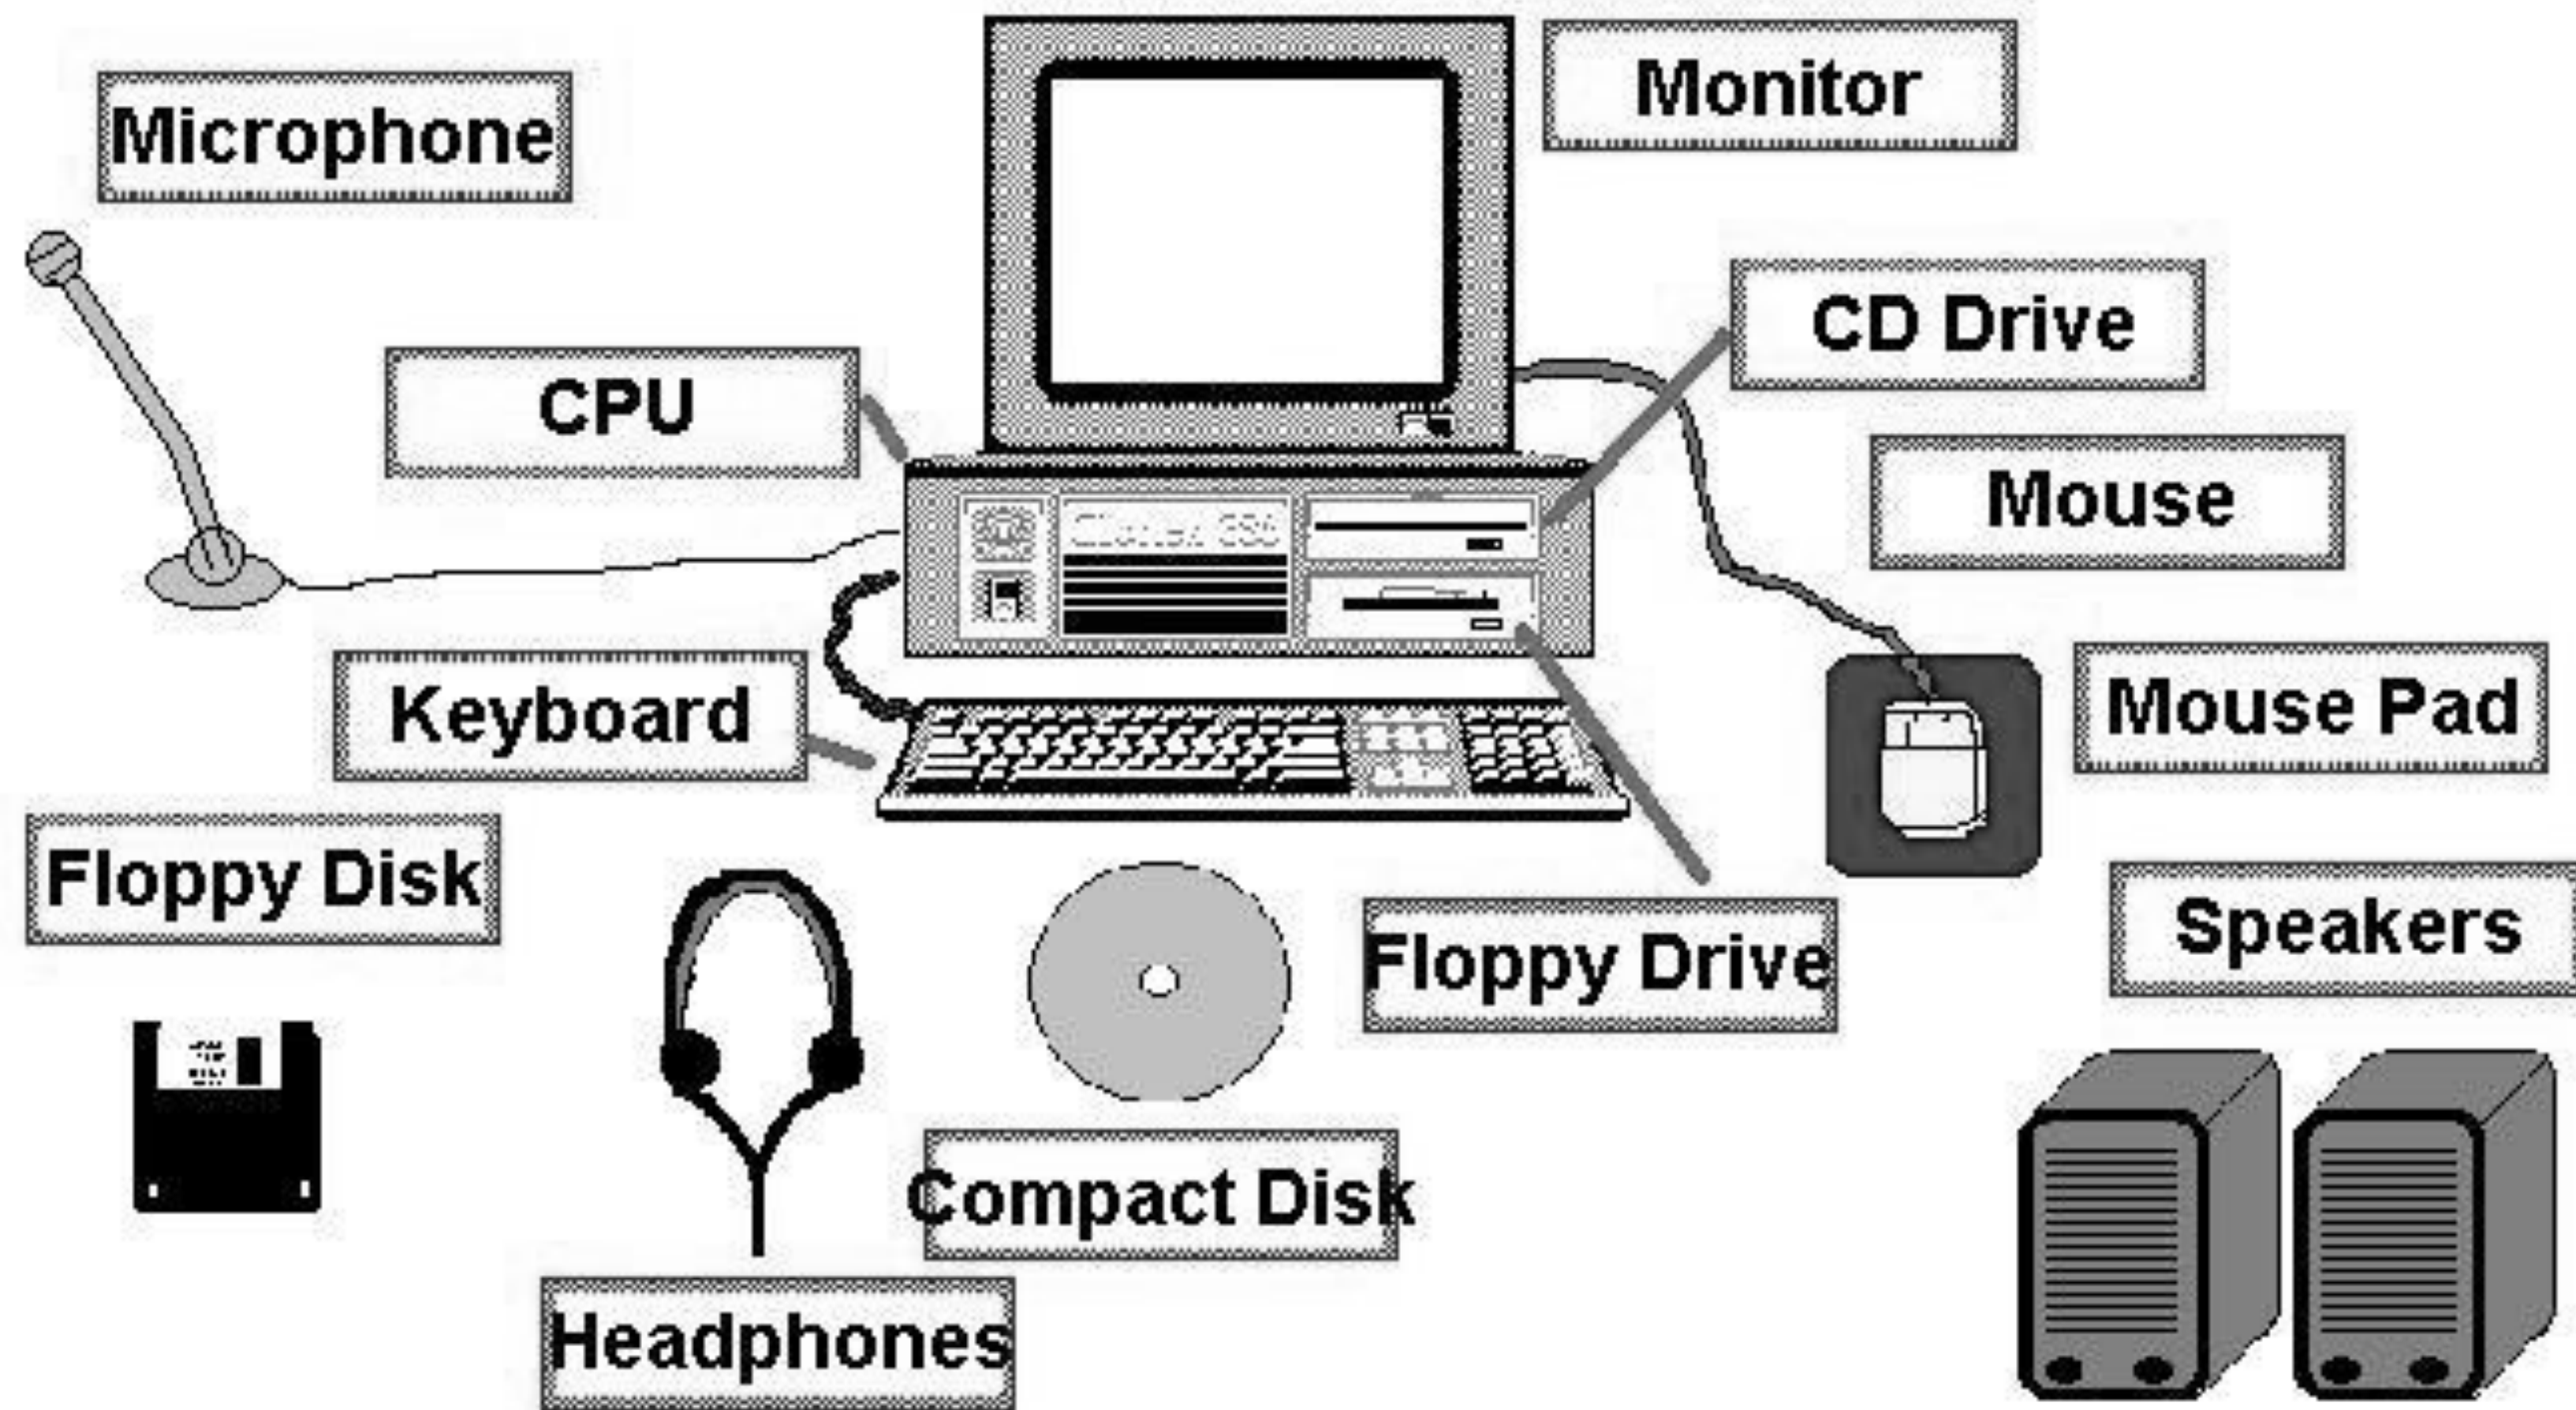 Monitor
Microphone
CD Drive
CPU
Mouse
Keyboard
Mouse Pad
Floppy Disk
Speakers
Floppy Drive
Compact Disk
Headphones